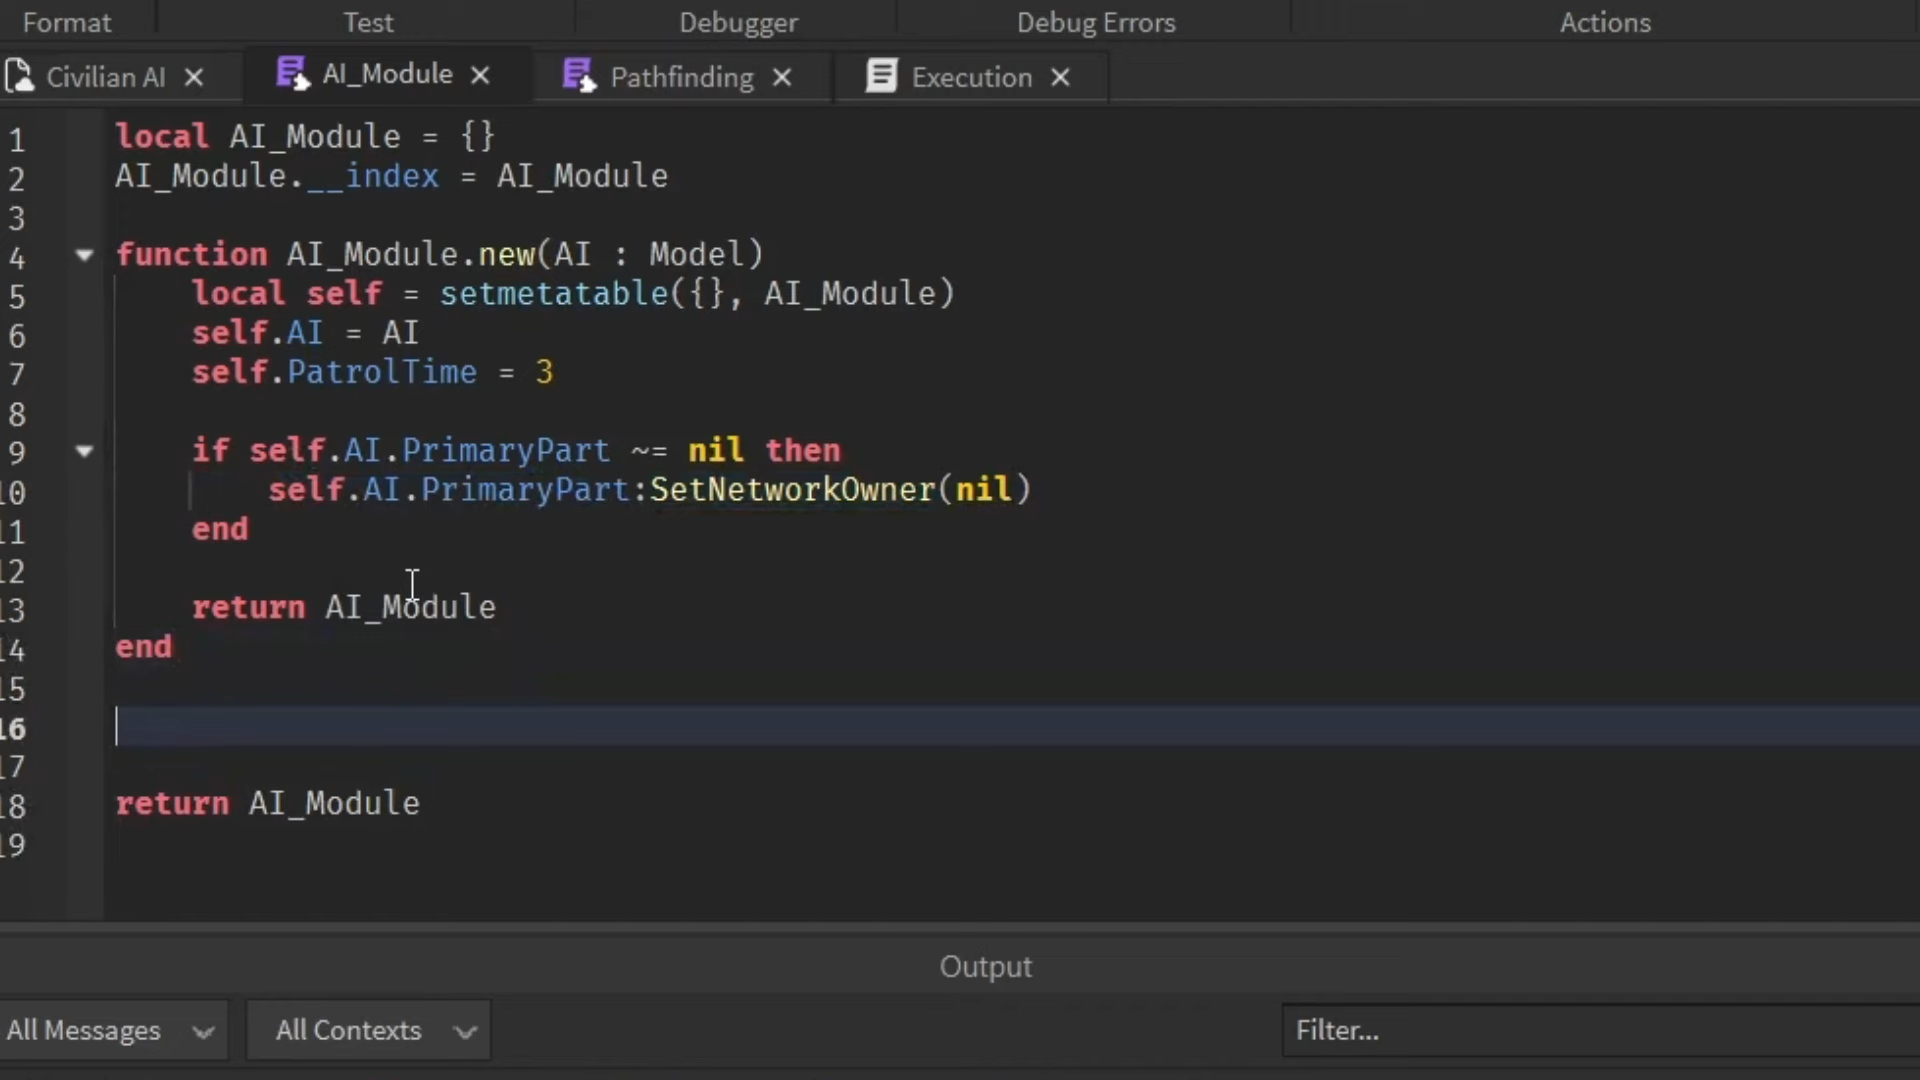 Format Test Debugger Debug Errors Actions
Civilian AI AI_Module Pathfinding Execution
1 local AI_Module = {}
2 AI_Module.__index = AI_Module
3
4 function AI_Module.new(AI : Model)
5 local self = setmetatable({}, AI_Module)
6 self.AI = AI
7 self.PatrolTime = 3
8
9 if self.AI.PrimaryPart ~= nil then
10 self.AI.PrimaryPart:SetNetworkOwner(nil)
11 end
12
13 return AI_Module
14 end
15
16
17
18 return AI_Module
19
Output
All Messages All Contexts Filter...